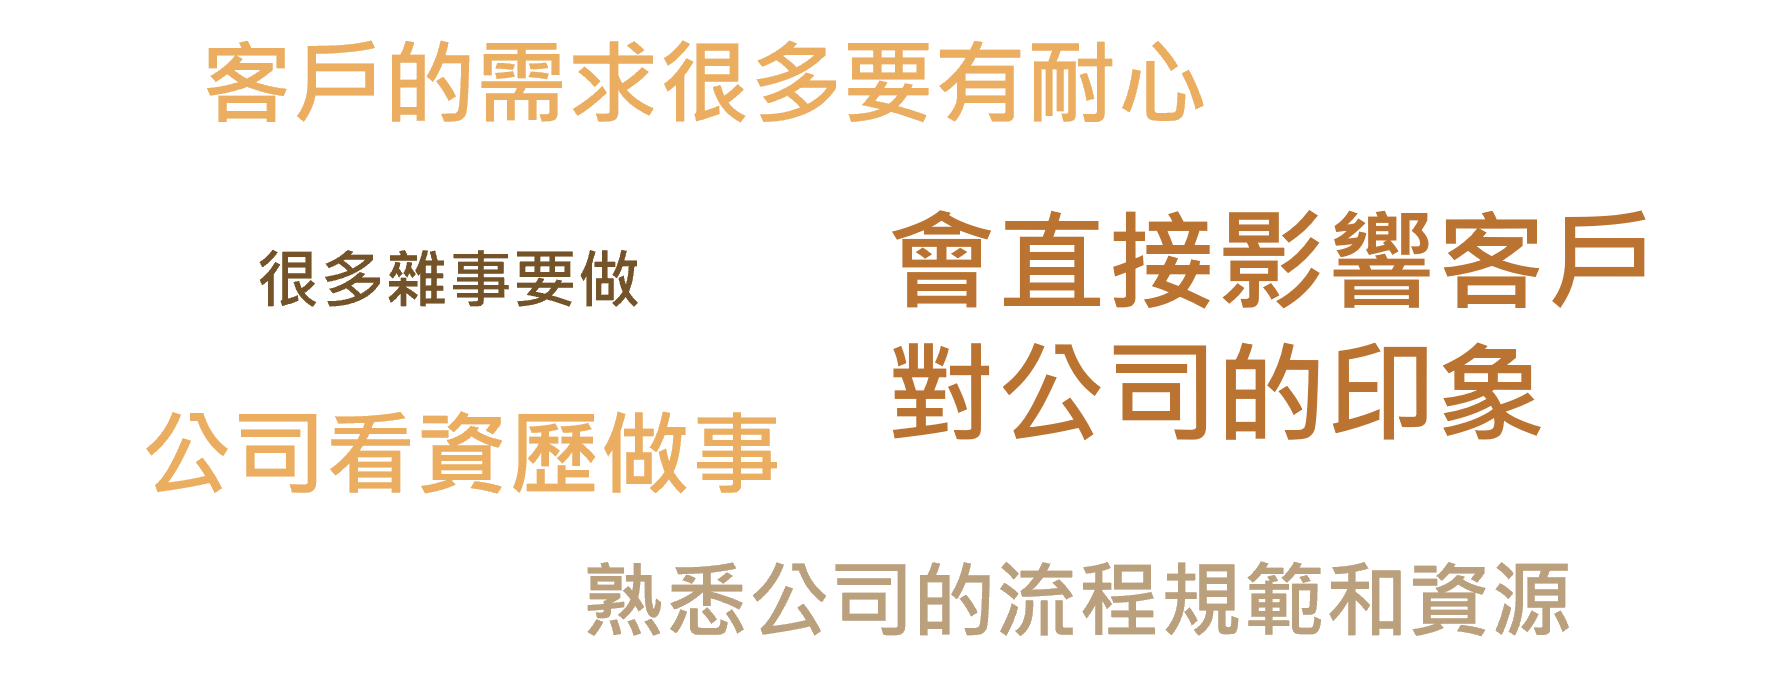 客戶的需求很多要有耐心
很多雜事要做
會直接影響客戶
對公司的印象
公司看資歷做事
熟悉公司的流程規範和資源